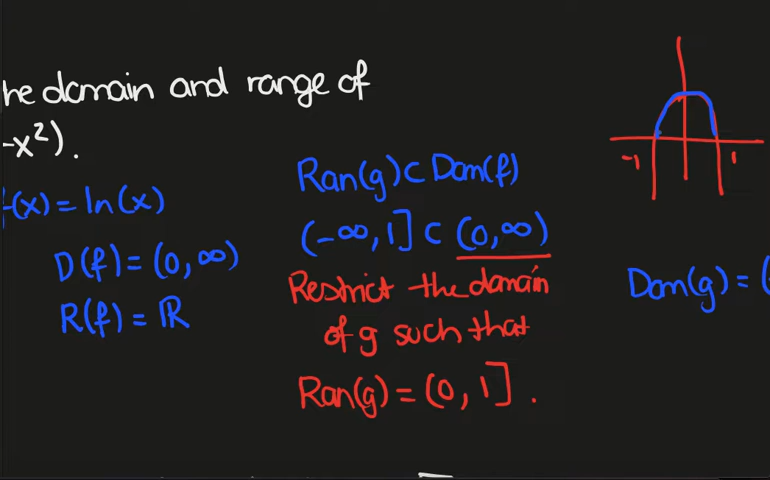 he domain and range of
-x²).
f(x) = ln(x)
D(f) = (0, ∞)
R(f) = ℝ
Ran(g) ⊂ Dom(f)
(-∞, 1] ⊂ (0, ∞)
Restrict the domain
of g such that
Ran(g) = (0, 1].
-1 1
Dom(g) = (